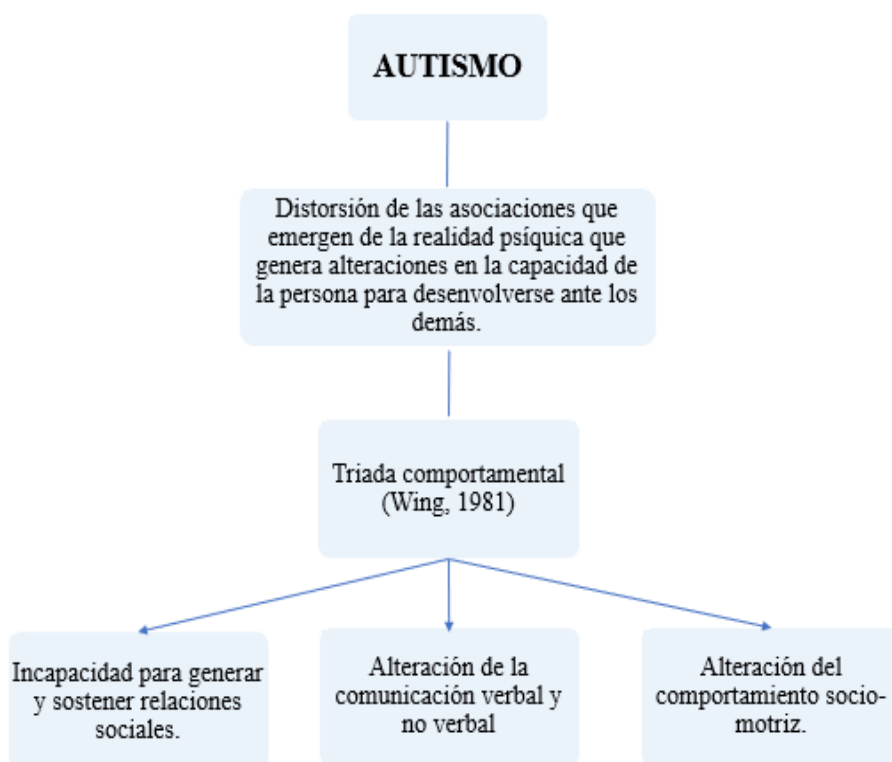 AUTISMO
Distorsión de las asociaciones que
emergen de la realidad psíquica que
genera alteraciones en la capacidad de
la persona para desenvolverse ante los
demás.
Triada comportamental
(Wing, 1981)
Incapacidad para generar
y sostener relaciones
sociales.
Alteración de la
comunicación verbal y
no verbal
Alteración del
comportamiento socio-
motriz.